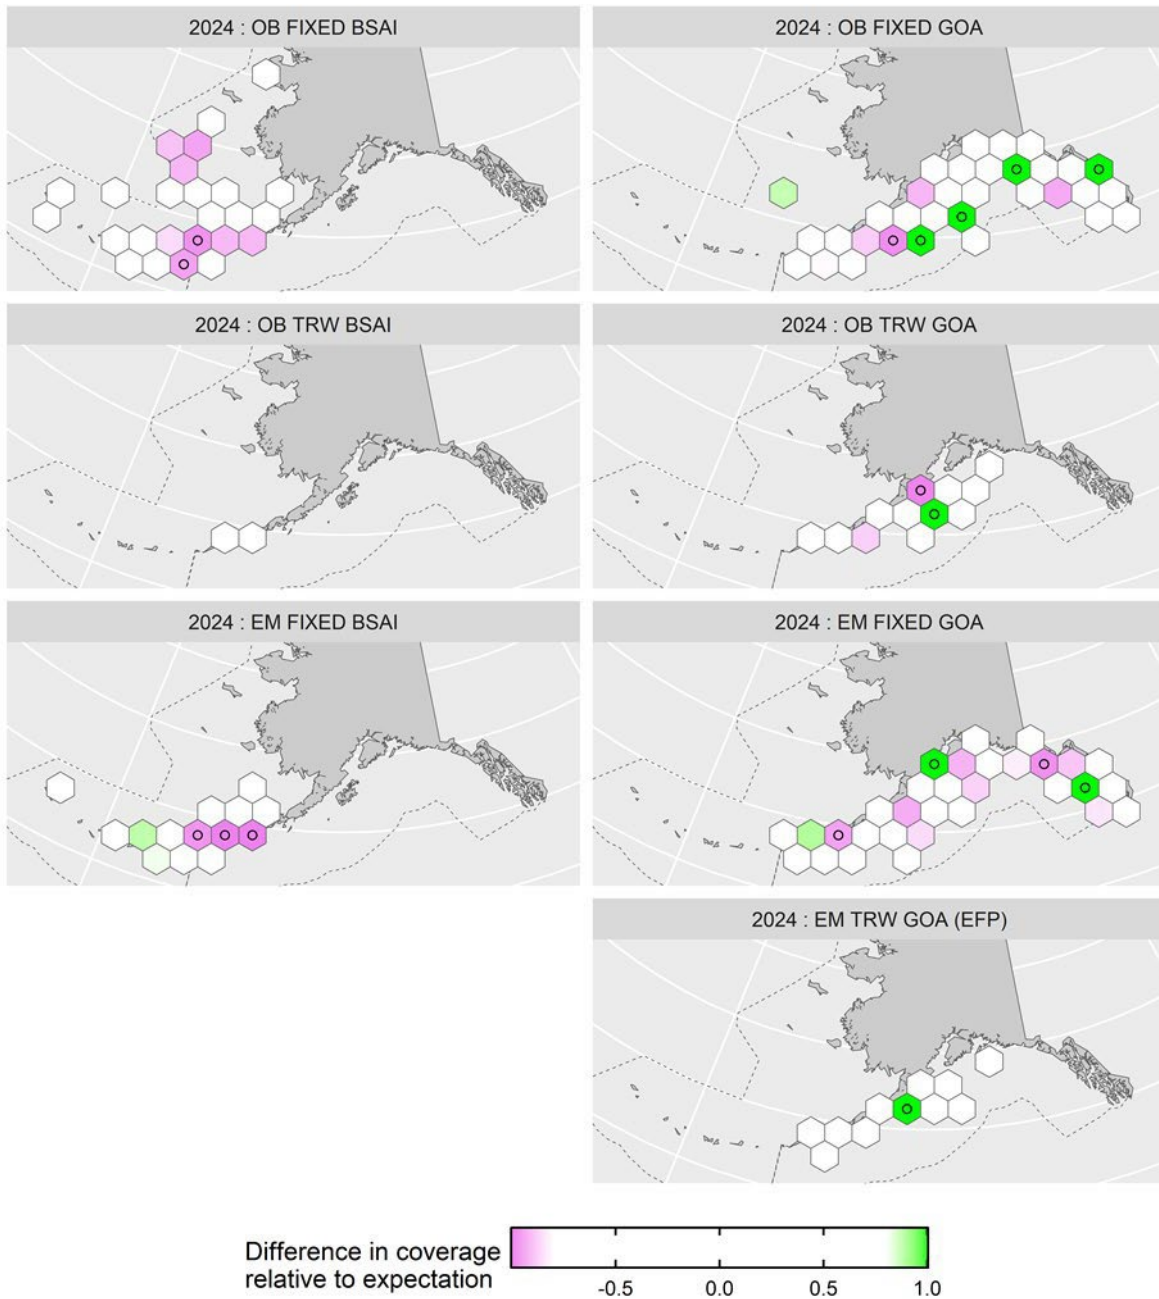 2024 : OB FIXED BSAI
2024 : OB FIXED GOA
2024 : OB TRW BSAI
2024 : OB TRW GOA
2024 : EM FIXED BSAI
2024 : EM FIXED GOA
2024 : EM TRW GOA (EFP)
Difference in coverage
relative to expectation
-0.5 0.0 0.5 1.0